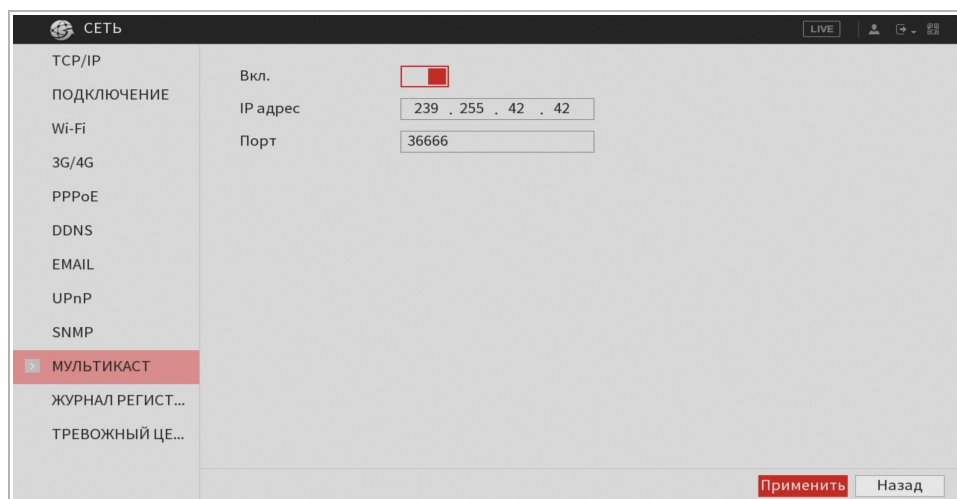 СЕТЬ
LIVE
TCP/IP
ПОДКЛЮЧЕНИЕ
Wi-Fi
3G/4G
PPPoE
DDNS
EMAIL
UPnP
SNMP
МУЛЬТИКАСТ
ЖУРНАЛ РЕГИСТ...
ТРЕВОЖНЫЙ ЦЕ...
Вкл.
IP адрес 239 . 255 . 42 . 42
Порт 36666
Применить Назад